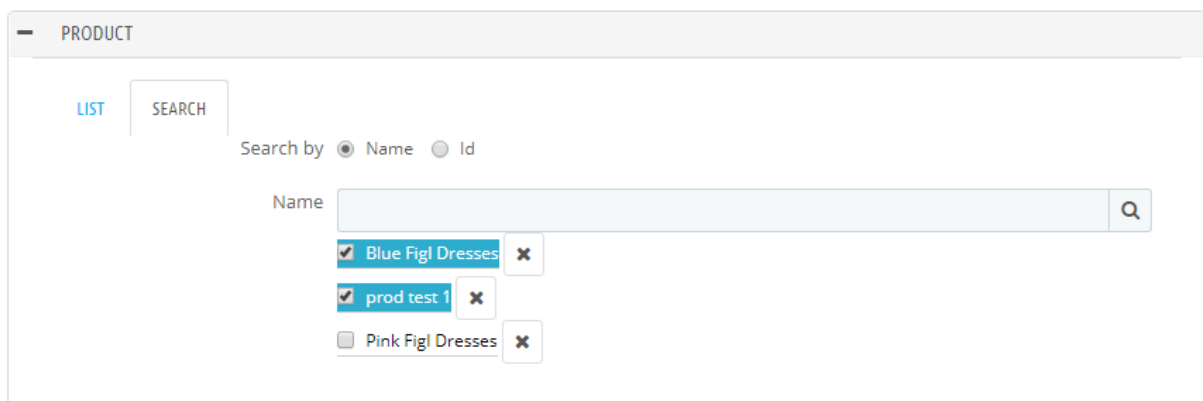 PRODUCT
LIST SEARCH
Search by Name Id
Name
Blue Figl Dresses
prod test 1
Pink Figl Dresses